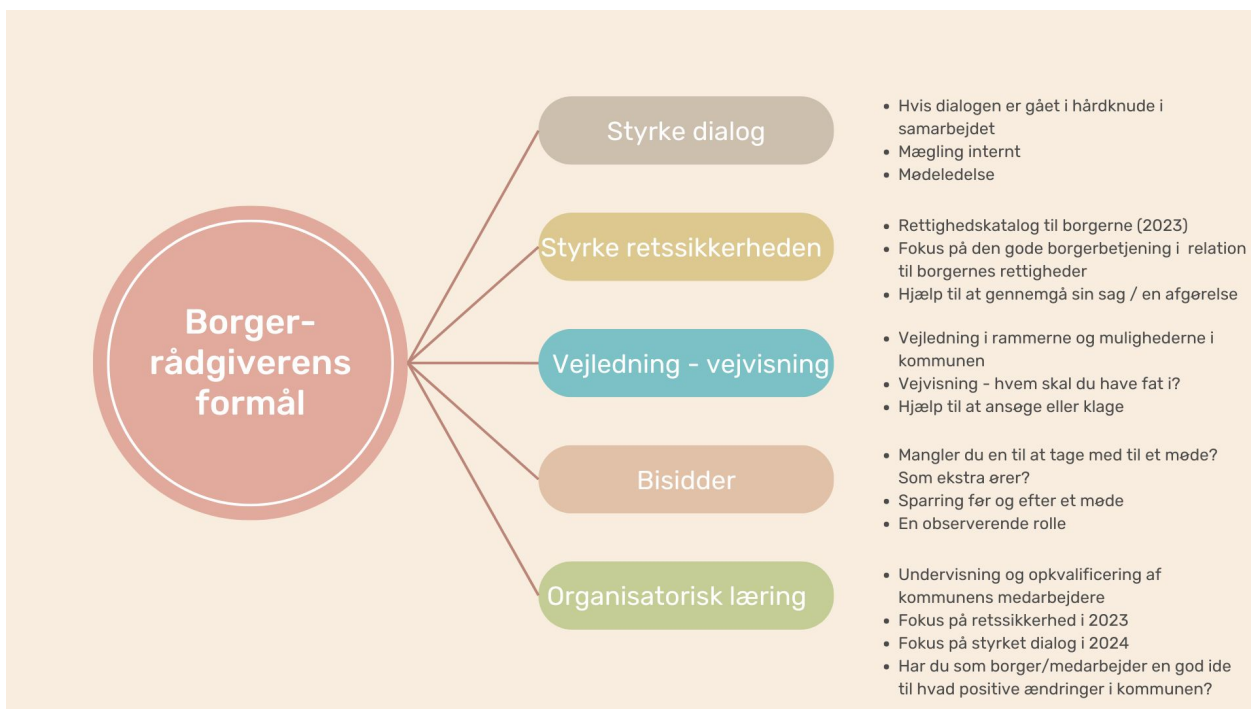 Borger-
rådgiverens
formål
Styrke dialog
• Hvis dialogen er gået i hårdknude i
samarbejdet
• Mægling internt
• Mødeledelse
Styrke retssikkerheden
• Rettighedskatalog til borgerne (2023)
• Fokus på den gode borgerbetjening i relation
til borgernes rettigheder
• Hjælp til at gennemgå sin sag / en afgørelse
Vejledning - vejvisning
• Vejledning i rammerne og mulighederne i
kommunen
• Vejvisning - hvem skal du have fat i?
• Hjælp til at ansøge eller klage
Bisidder
• Mangler du en til at tage med til et møde?
Som ekstra ører?
• Sparring før og efter et møde
• En observerende rolle
Organisatorisk læring
• Undervisning og opkvalificering af
kommunens medarbejdere
• Fokus på retssikkerhed i 2023
• Fokus på styrket dialog i 2024
• Har du som borger/medarbejder en god ide
til hvad positive ændringer i kommunen?